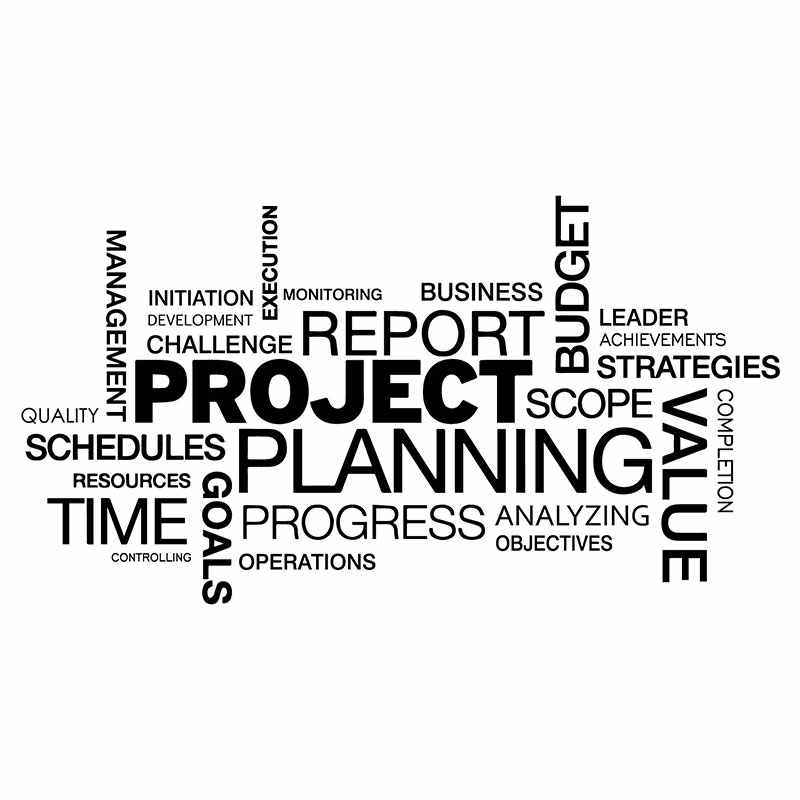 MANAGEMENT
EXECUTION
BUDGET
INITIATION
MONITORING
BUSINESS
DEVELOPMENT
LEADER
CHALLENGE
REPORT
ACHIEVEMENTS
STRATEGIES
PROJECT
SCOPE
VALUE
COMPLETION
QUALITY
SCHEDULES
PLANNING
RESOURCES
GOALS
TIME
PROGRESS
ANALYZING
OBJECTIVES
CONTROLLING
OPERATIONS